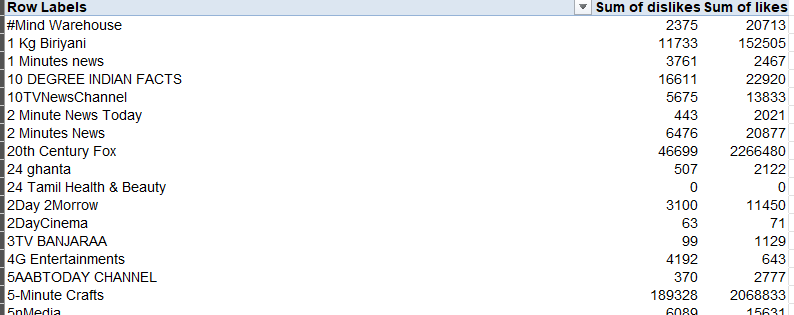 Row Labels Sum of dislikes Sum of likes
#Mind Warehouse 2375 20713
1 Kg Biriyani 11733 152505
1 Minutes news 3761 2467
10 DEGREE INDIAN FACTS 16611 22920
10TVNewsChannel 5675 13833
2 Minute News Today 443 2021
2 Minutes News 6476 20877
20th Century Fox 46699 2266480
24 ghanta 507 2122
24 Tamil Health & Beauty 0 0
2Day 2Morrow 3100 11450
2DayCinema 63 71
3TV BANJARAA 99 1129
4G Entertainments 4192 643
5AABTODAY CHANNEL 370 2777
5-Minute Crafts 189328 2068833
5nMedia 6089 15631